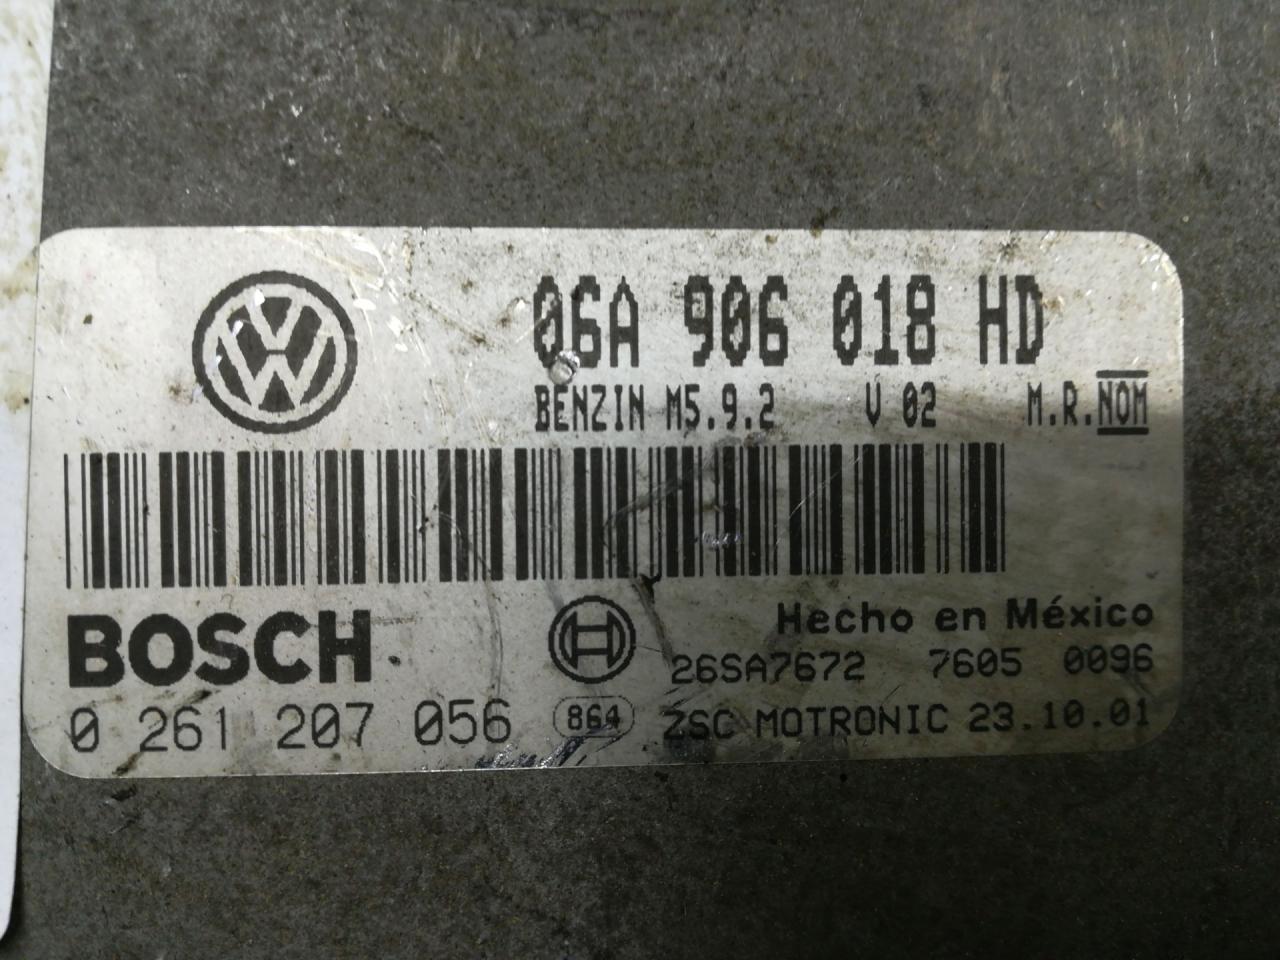 06A 906 018 HD
BENZIN M5.9.2 V 02 M.R.NOM
BOSCH
Hecho en México
26SA7672 7605 0096
0 261 207 056 864 ZSC MOTRONIC 23.10.01